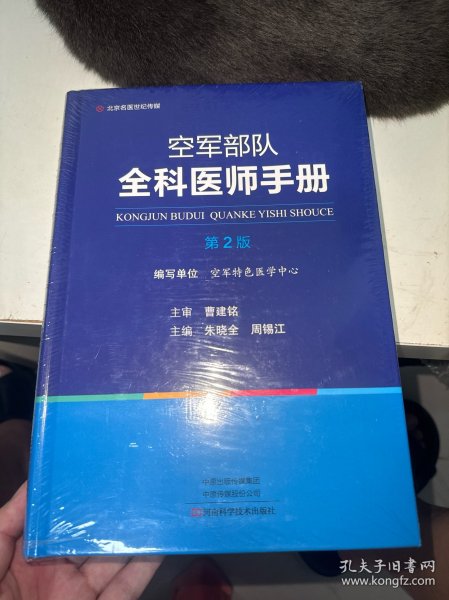 北京名医世纪传媒
空军部队
全科医师手册
KONGJUN BUDUI QUANKE YISHI SHOUCE
第2版
编写单位 空军特色医学中心
主审 曹建铭
主编 朱晓全 周锡江
中原出版传媒集团
中原传媒股份公司
河南科学技术出版社
孔夫子旧书网
www.kongfz.com